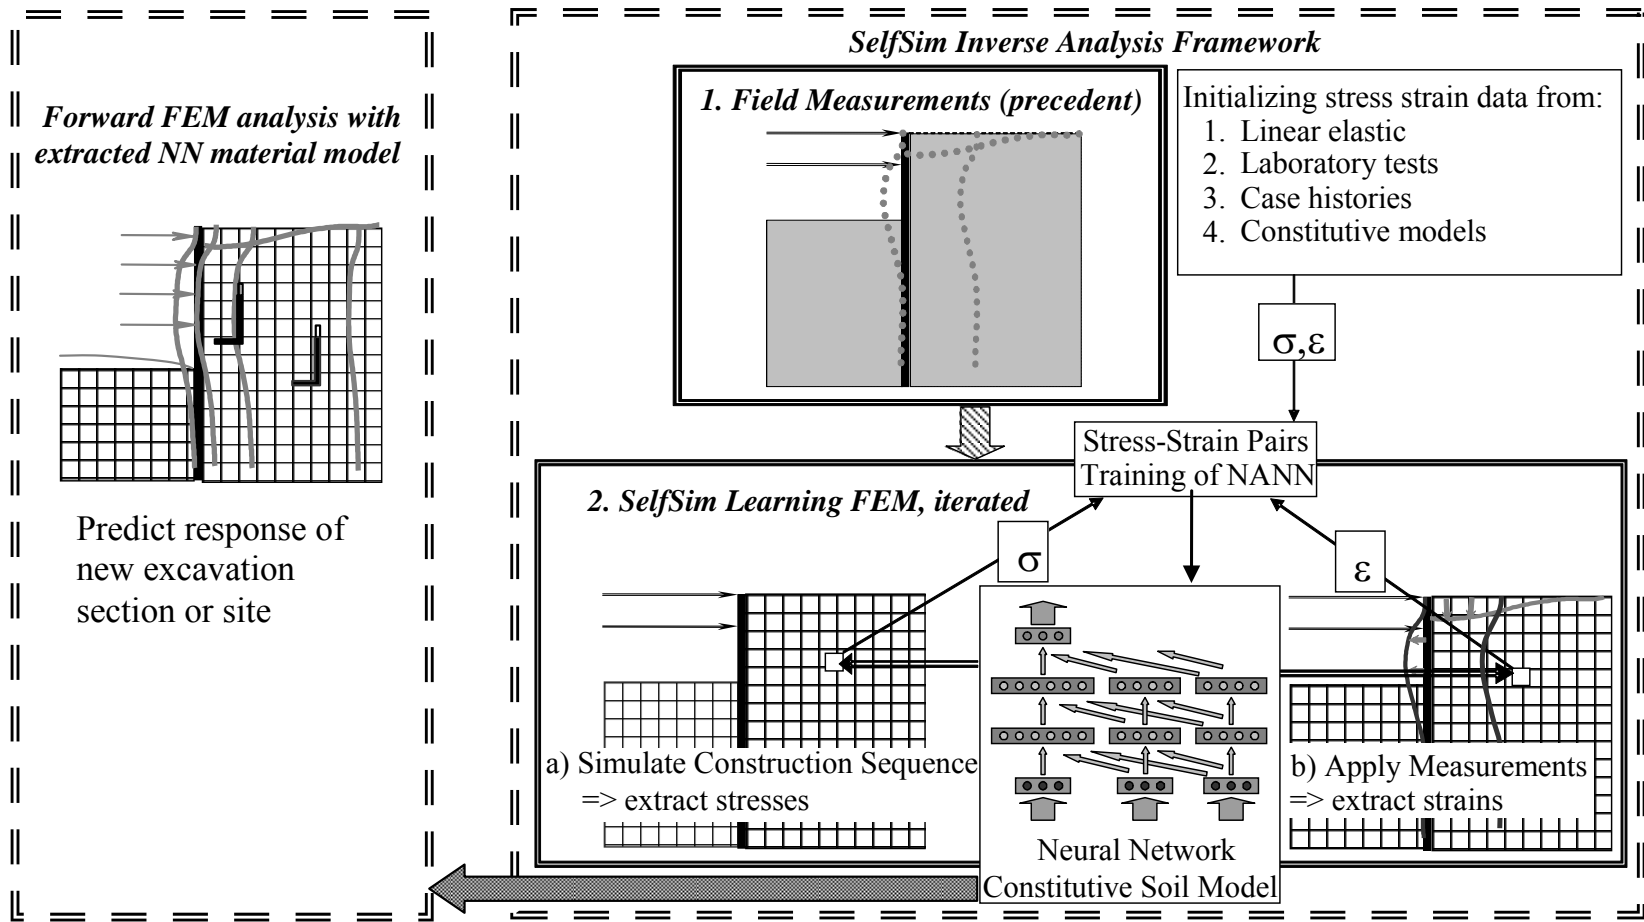 Forward FEM analysis with
extracted NN material model
Predict response of
new excavation
section or site
SelfSim Inverse Analysis Framework
1. Field Measurements (precedent)
Initializing stress strain data from:
1. Linear elastic
2. Laboratory tests
3. Case histories
4. Constitutive models
σ,ε
Stress-Strain Pairs
Training of NANN
2. SelfSim Learning FEM, iterated
σ
ε
a) Simulate Construction Sequence
=> extract stresses
b) Apply Measurements
=> extract strains
Neural Network
Constitutive Soil Model